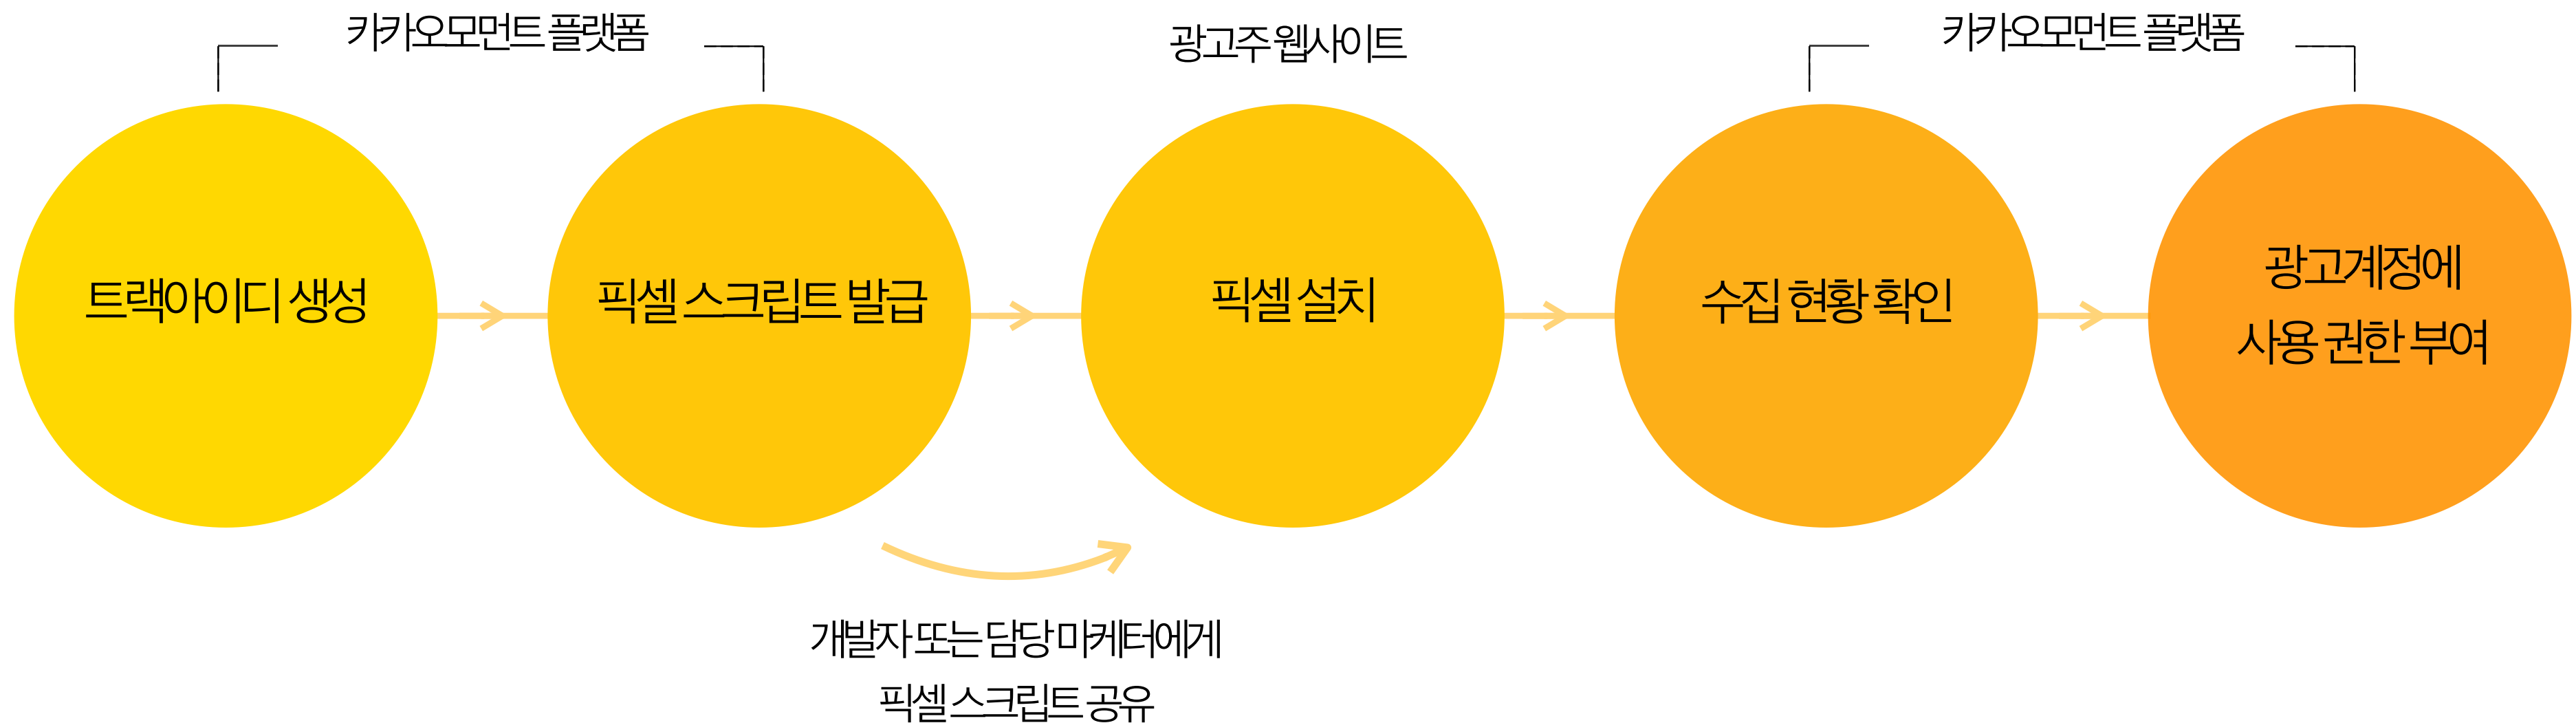 카카오모먼트 플랫폼
광고주 웹사이트
카카오모먼트 플랫폼
트랙아이디 생성
픽셀 스크립트 발급
픽셀 설치
수집 현황 확인
광고계정에
사용 권한 부여
개발자 또는 담당 마케터에게
픽셀 스크립트 공유